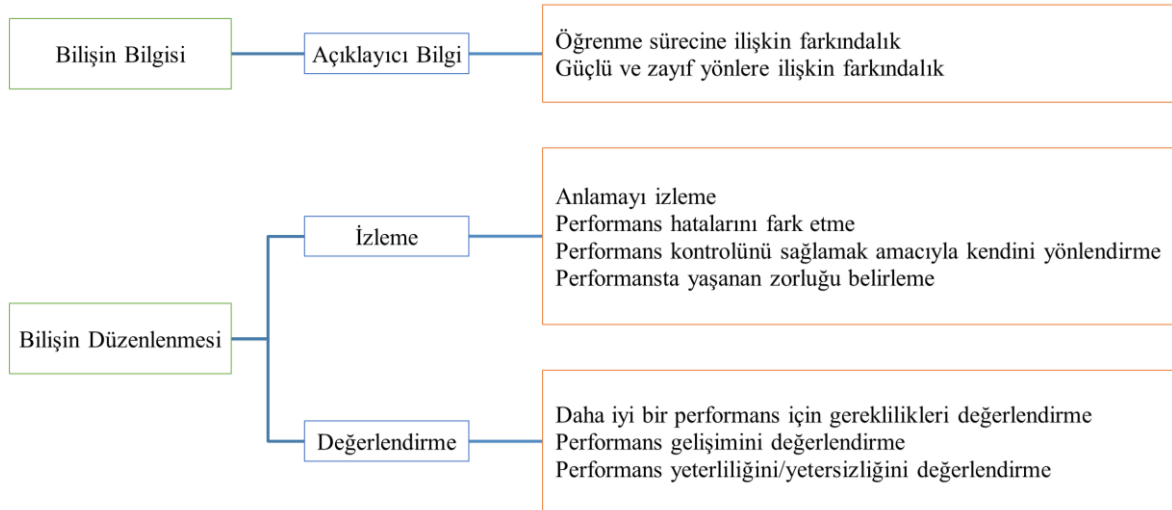 Bilişin Bilgisi
Açıklayıcı Bilgi
Öğrenme sürecine ilişkin farkındalık
Güçlü ve zayıf yönlere ilişkin farkındalık
Bilişin Düzenlenmesi
İzleme
Anlamayı izleme
Performans hatalarını fark etme
Performans kontrolünü sağlamak amacıyla kendini yönlendirme
Performansta yaşanan zorluğu belirleme
Değerlendirme
Daha iyi bir performans için gereklilikleri değerlendirme
Performans gelişimini değerlendirme
Performans yeterliliğini/yetersizliğini değerlendirme